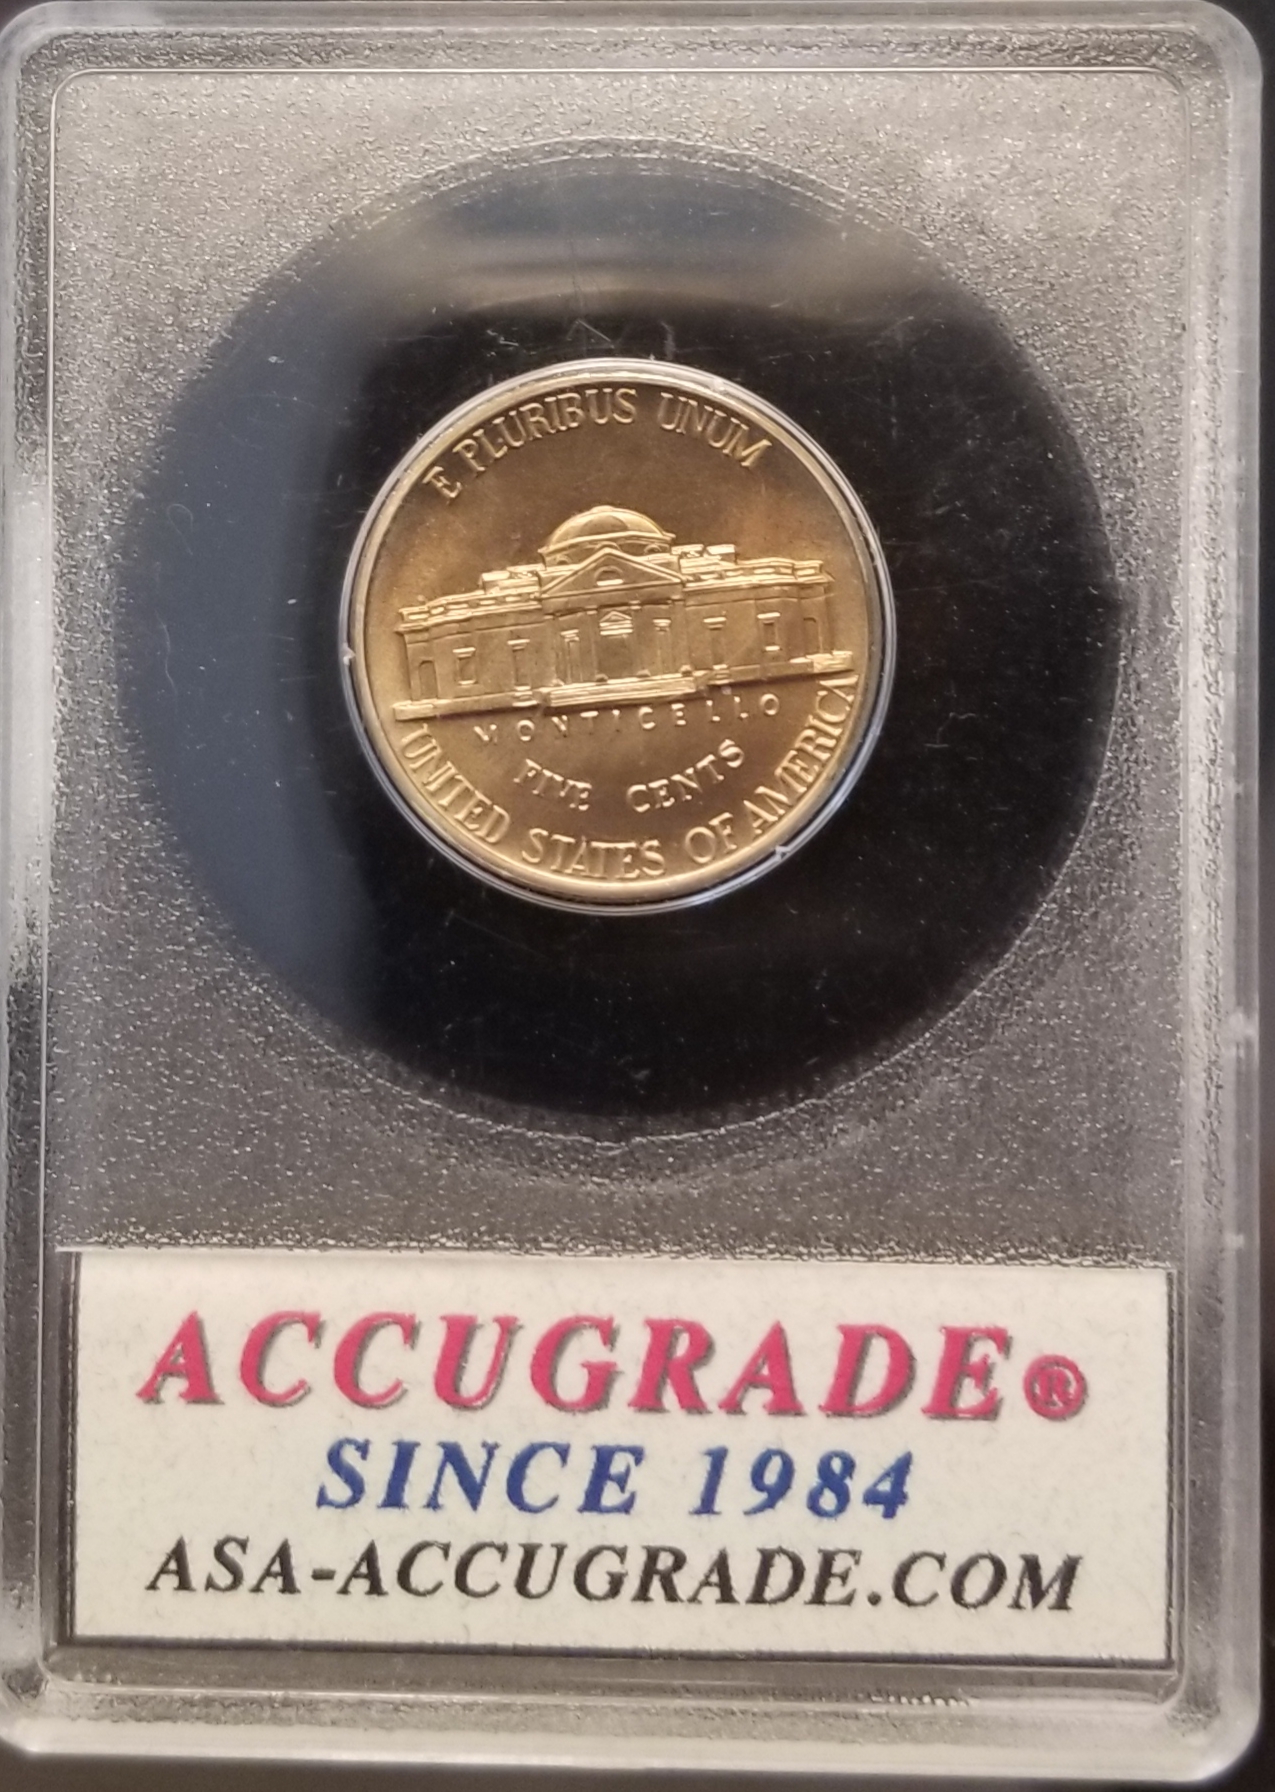 E PLURIBUS UNUM
MONTICELLO
FIVE CENTS
UNITED STATES OF AMERICA
ACCUGRADE®
SINCE 1984
ASA-ACCUGRADE.COM